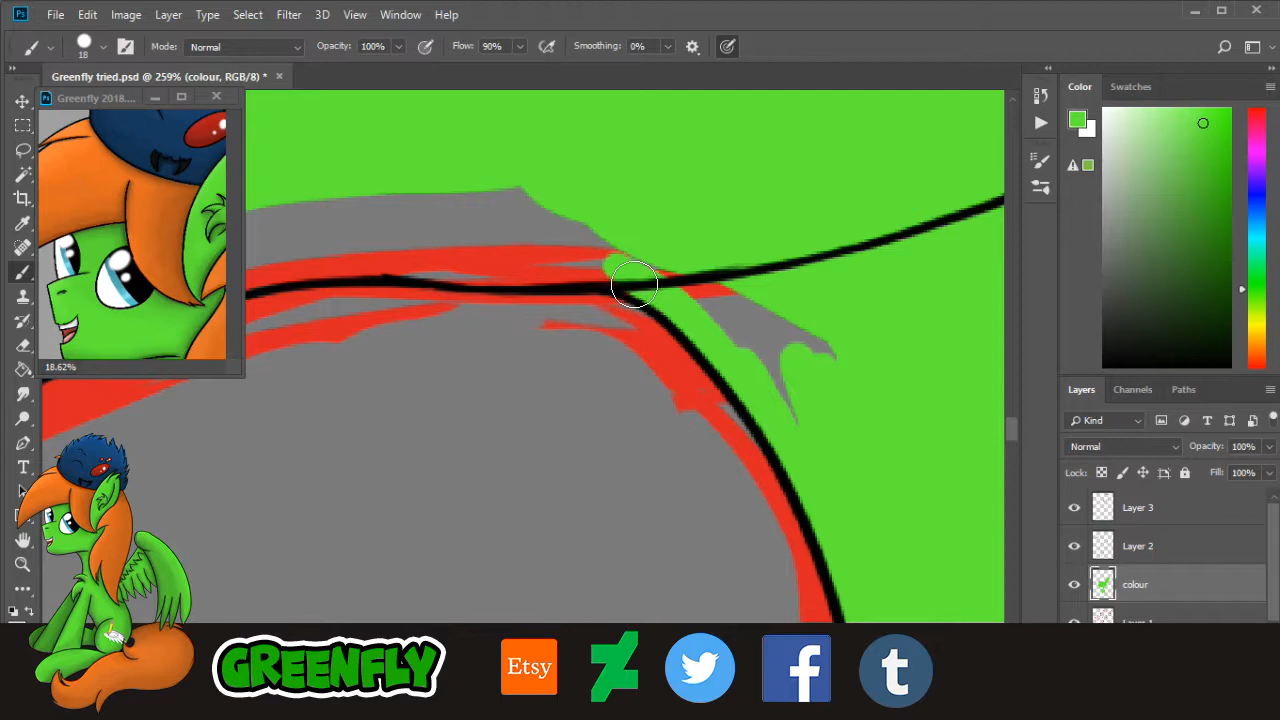 Ps File Edit Image Layer Type Select Filter 3D View Window Help
18 Mode: Normal Opacity: 100% Flow: 90% Smoothing: 0%
Greenfly tried.psd @ 259% (colour, RGB/8) *
Greenfly 2018....
18.62%
Color Swatches
Layers Channels Paths
Kind
Normal Opacity: 100%
Lock: Fill: 100%
Layer 3
Layer 2
colour
Layer 1
GREENFLY
Etsy
f
t